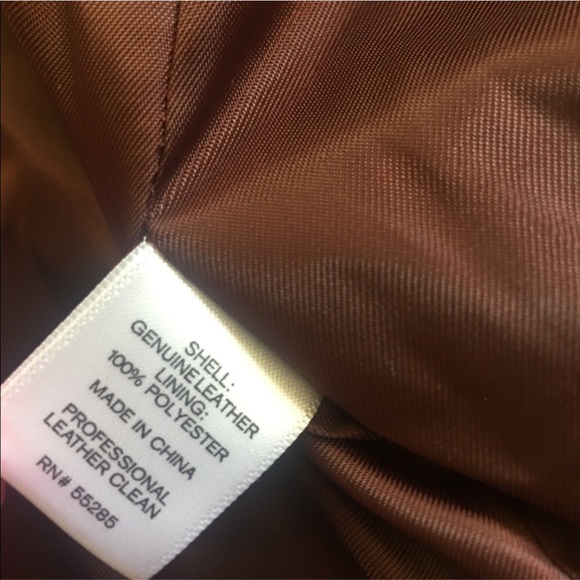 SHELL:
GENUINE LEATHER
LINING:
100% POLYESTER
MADE IN CHINA
PROFESSIONAL
LEATHER CLEAN
RN# 55285